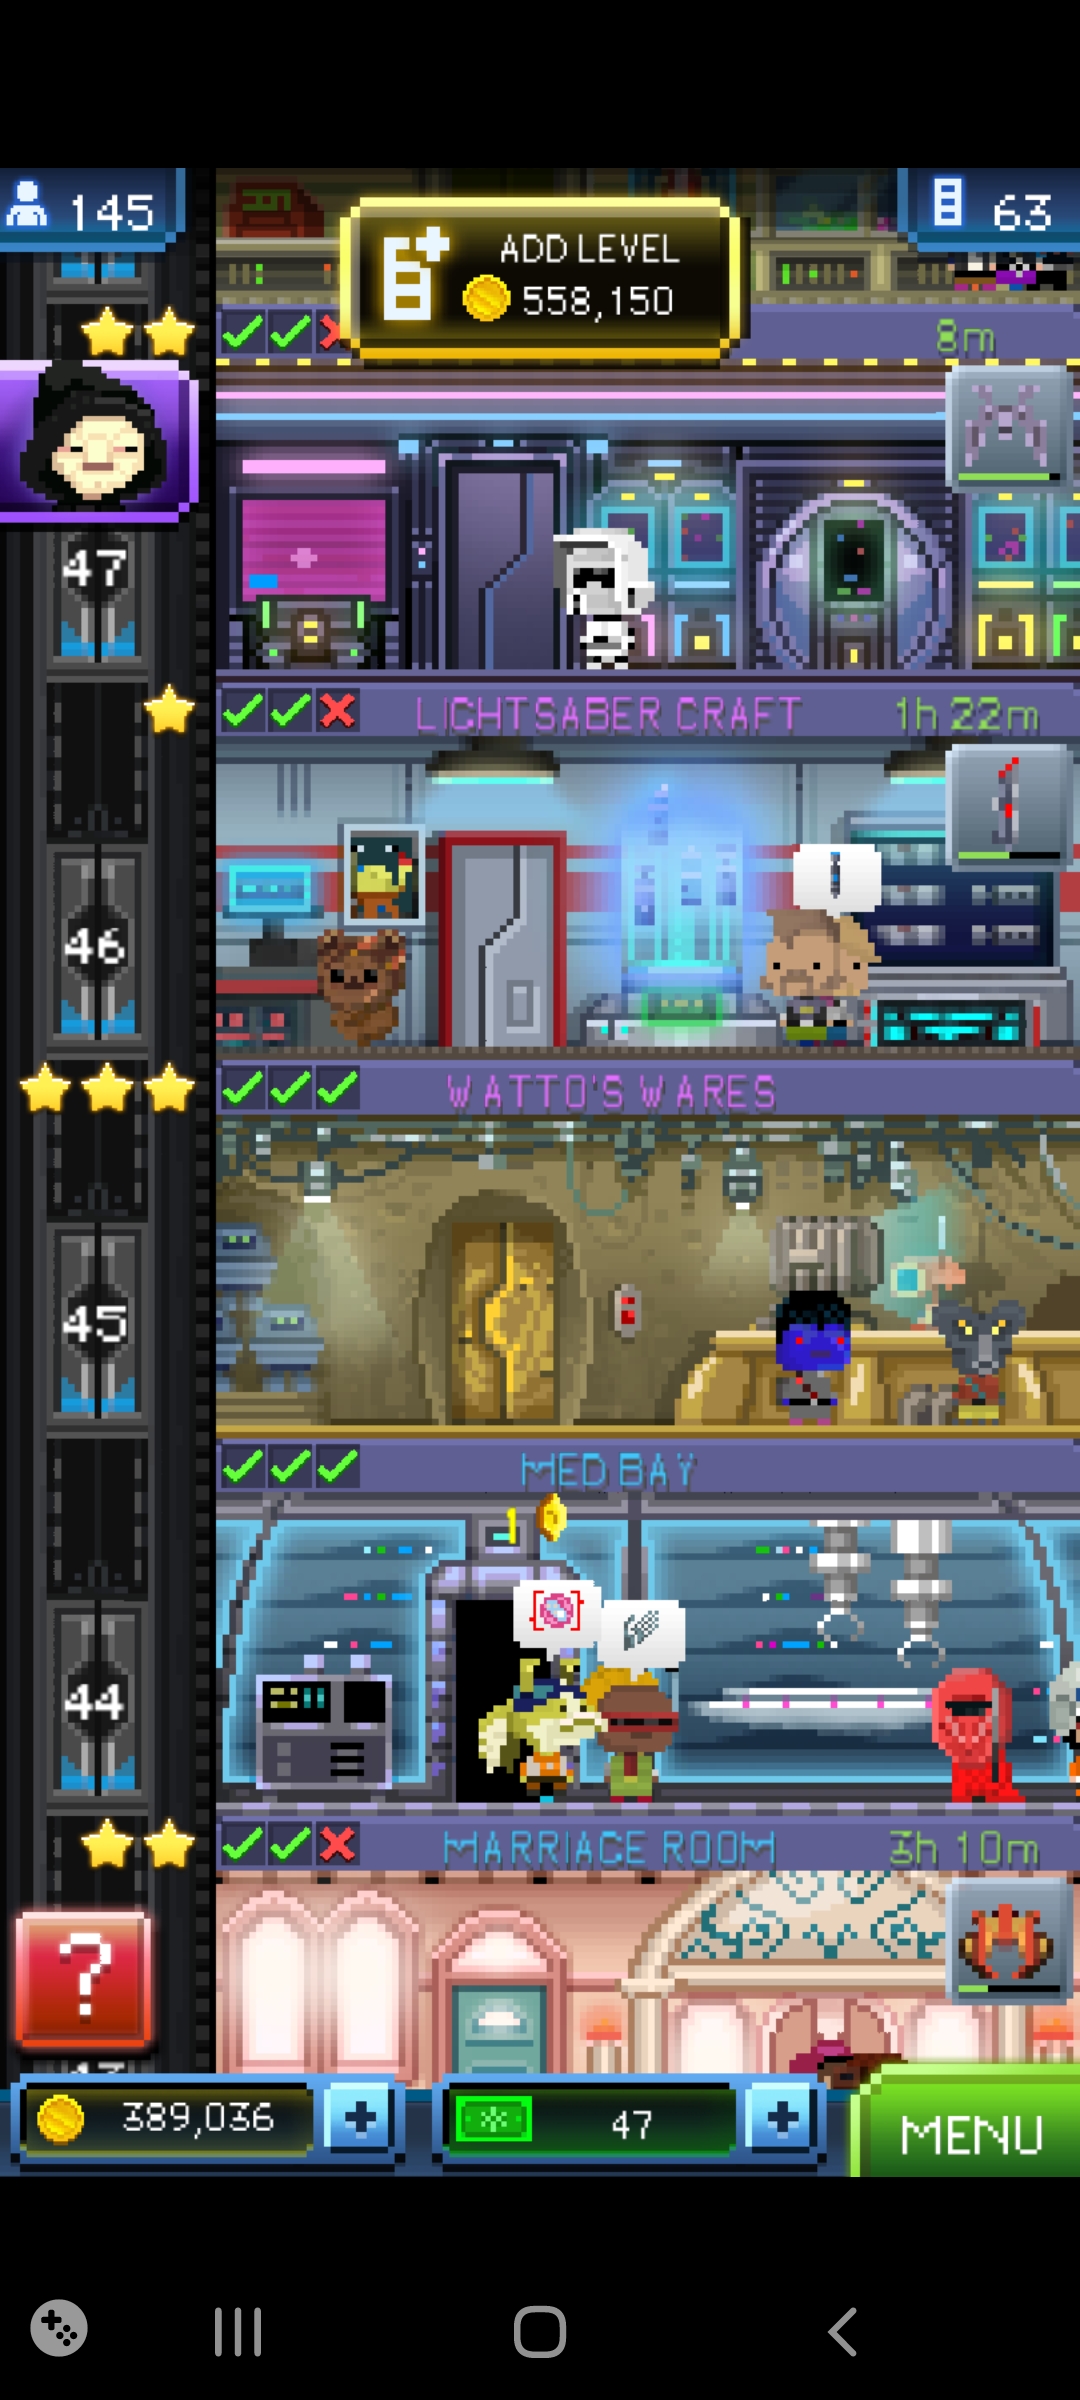 145
ADD LEVEL
558,150
63
8m
47
LIGHTSABER CRAFT
1h 22m
46
WATTO'S WARES
45
MED BAY
1
44
MARRIAGE ROOM
3h 10m
?
389,036
+
47
+
MENU